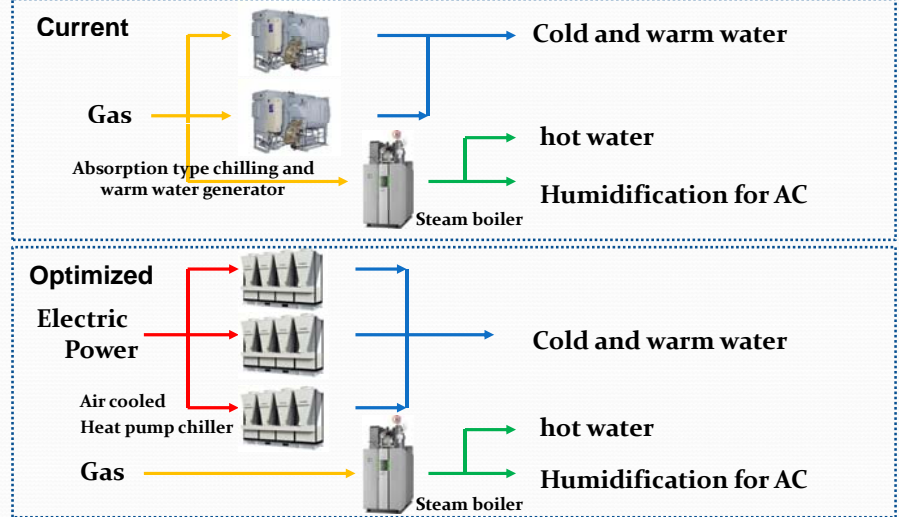 Current
Cold and warm water
Gas
hot water
Absorption type chilling and
warm water generator
Humidification for AC
Steam boiler
Optimized
Electric
Power
Cold and warm water
Air cooled
Heat pump chiller
hot water
Gas
Humidification for AC
Steam boiler